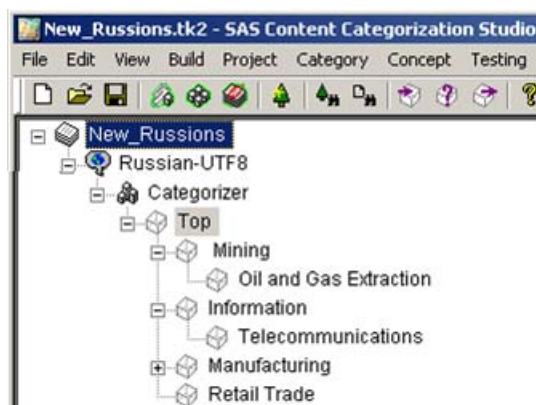 New_Russions.tk2 - SAS Content Categorization Studio
File Edit View Build Project Category Concept Testing
New_Russions
Russian-UTF8
Categorizer
Top
Mining
Oil and Gas Extraction
Information
Telecommunications
Manufacturing
Retail Trade